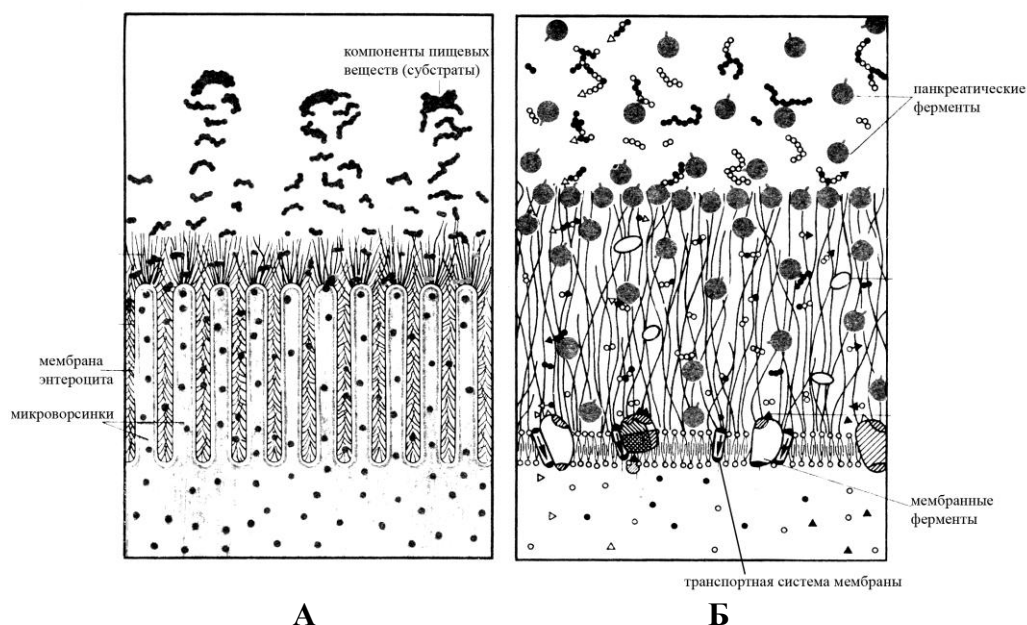 компоненты пищевых
веществ (субстраты)
мембрана
энтероцита
микроворсинки
А
панкреатические
ферменты
мембранные
ферменты
транспортная система мембраны
Б